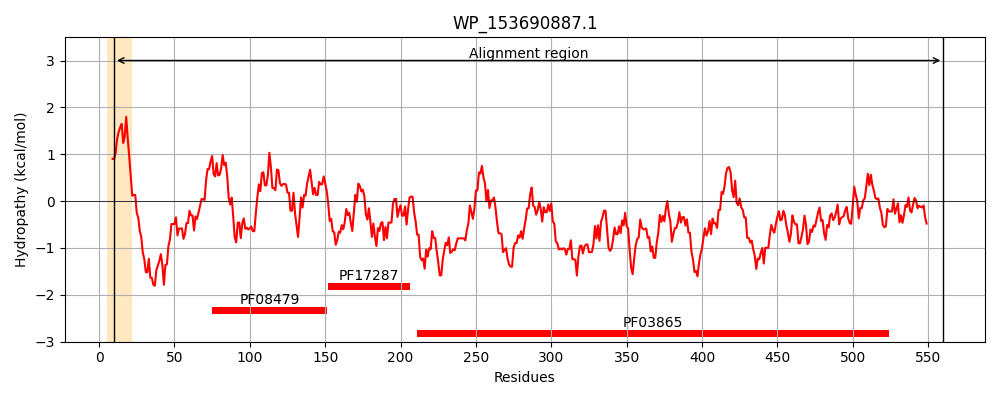 WP_153690887.1
Hydropathy (kcal/mol)
3
2
1
0
−1
−2
−3
Alignment region
PF17287
PF08479
PF03865
0 50 100 150 200 250 300 350 400 450 500 550
Residues